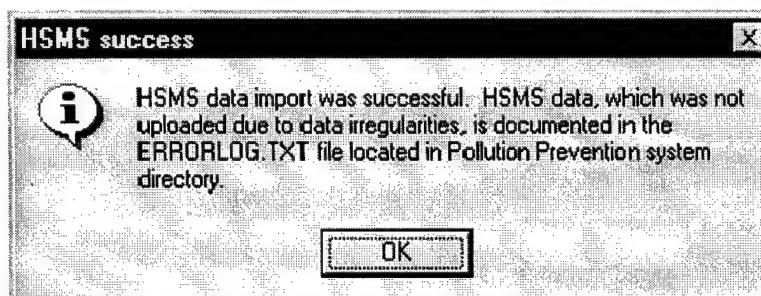 HSMS success
HSMS data import was successful. HSMS data, which was not
uploaded due to data irregularities, is documented in the
ERRORLOG.TXT file located in Pollution Prevention system
directory.
OK